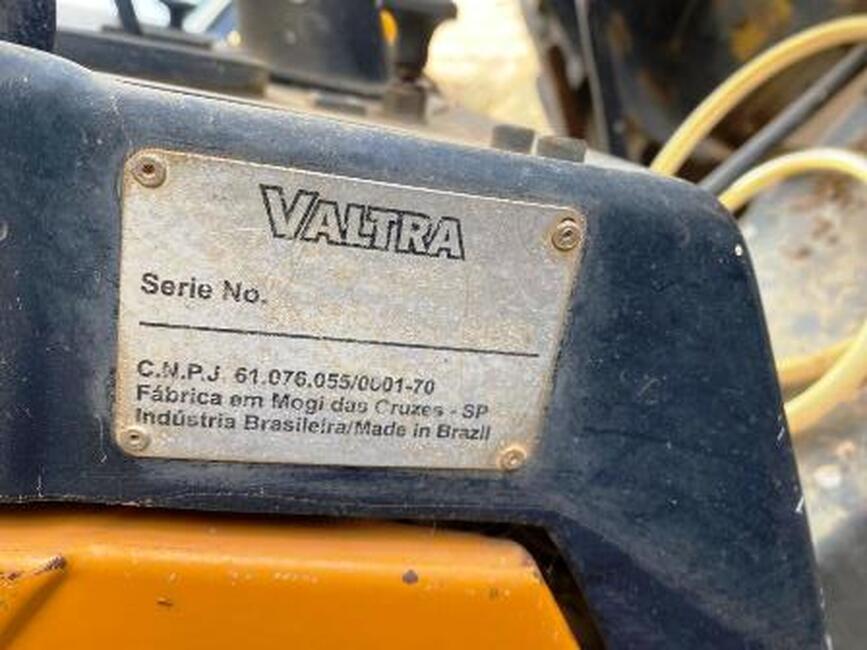 VALTRA
Serie No.
C.N.P.J. 61.076.055/0001-70
Fábrica em Mogi das Cruzes - SP
Indústria Brasileira/Made in Brazil